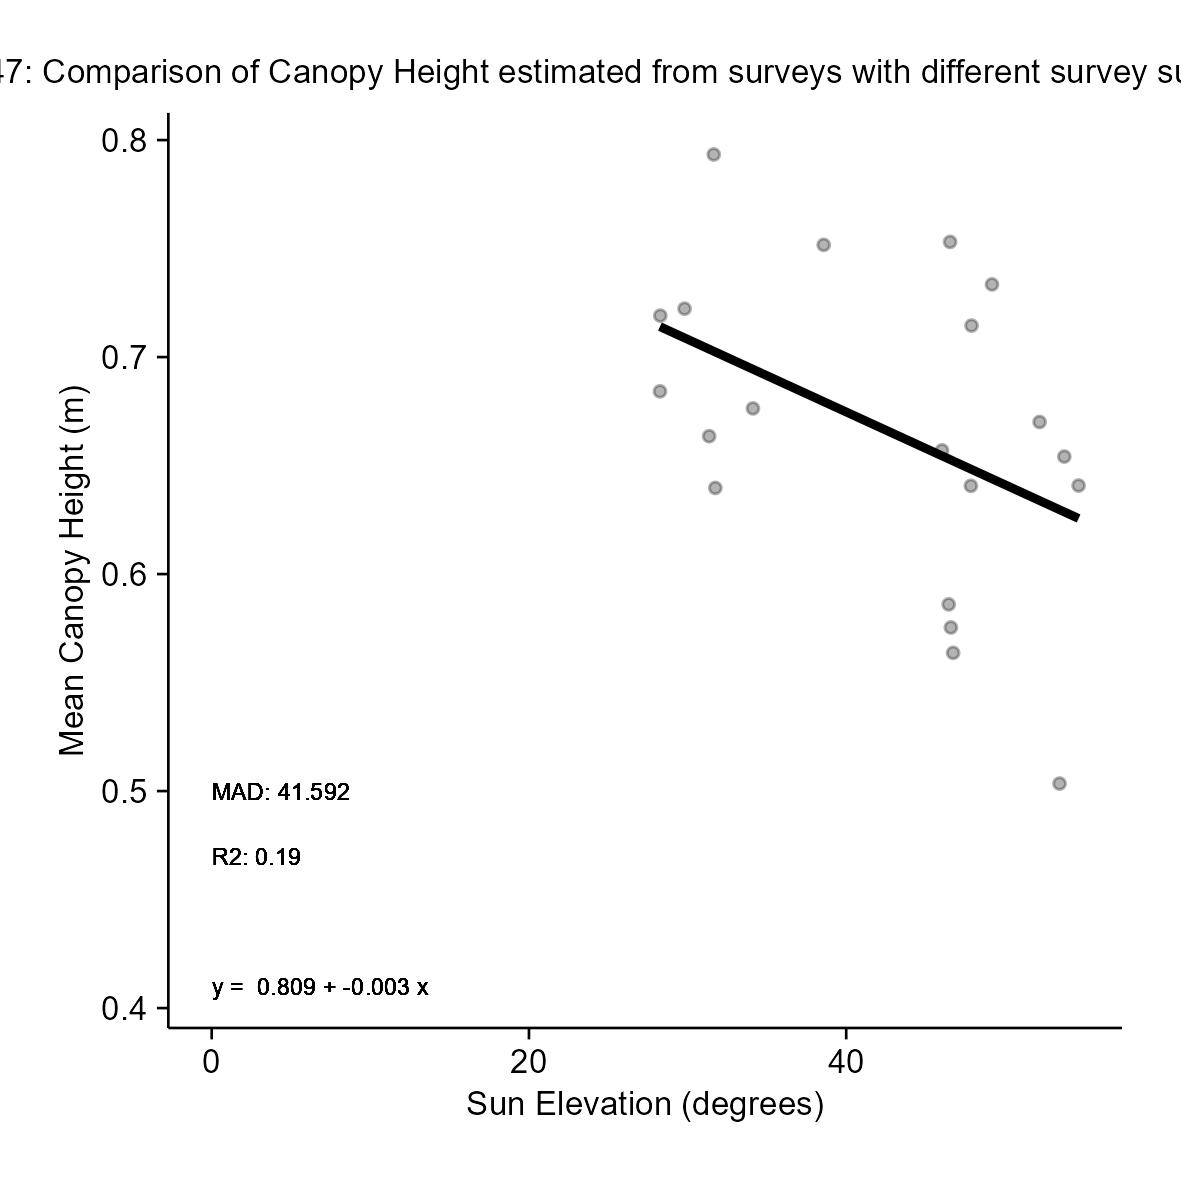 47: Comparison of Canopy Height estimated from surveys with different survey su
0.8
0.7
0.6
0.5
0.4
Mean Canopy Height (m)
MAD: 41.592
R2: 0.19
y = 0.809 + -0.003 x
0 20 40
Sun Elevation (degrees)